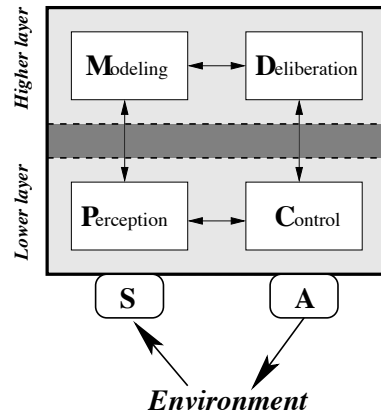 Higher layer
Modeling
Deliberation
Lower layer
Perception
Control
S
A
Environment